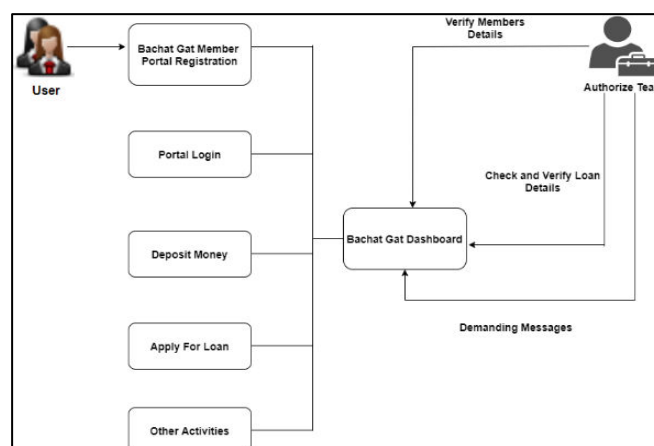 Verify Members
Details
Bachat Gat Member
Portal Registration
User
Authorize Tea
Portal Login
Check and Verify Loan
Details
Bachat Gat Dashboard
Deposit Money
Demanding Messages
Apply For Loan
Other Activities